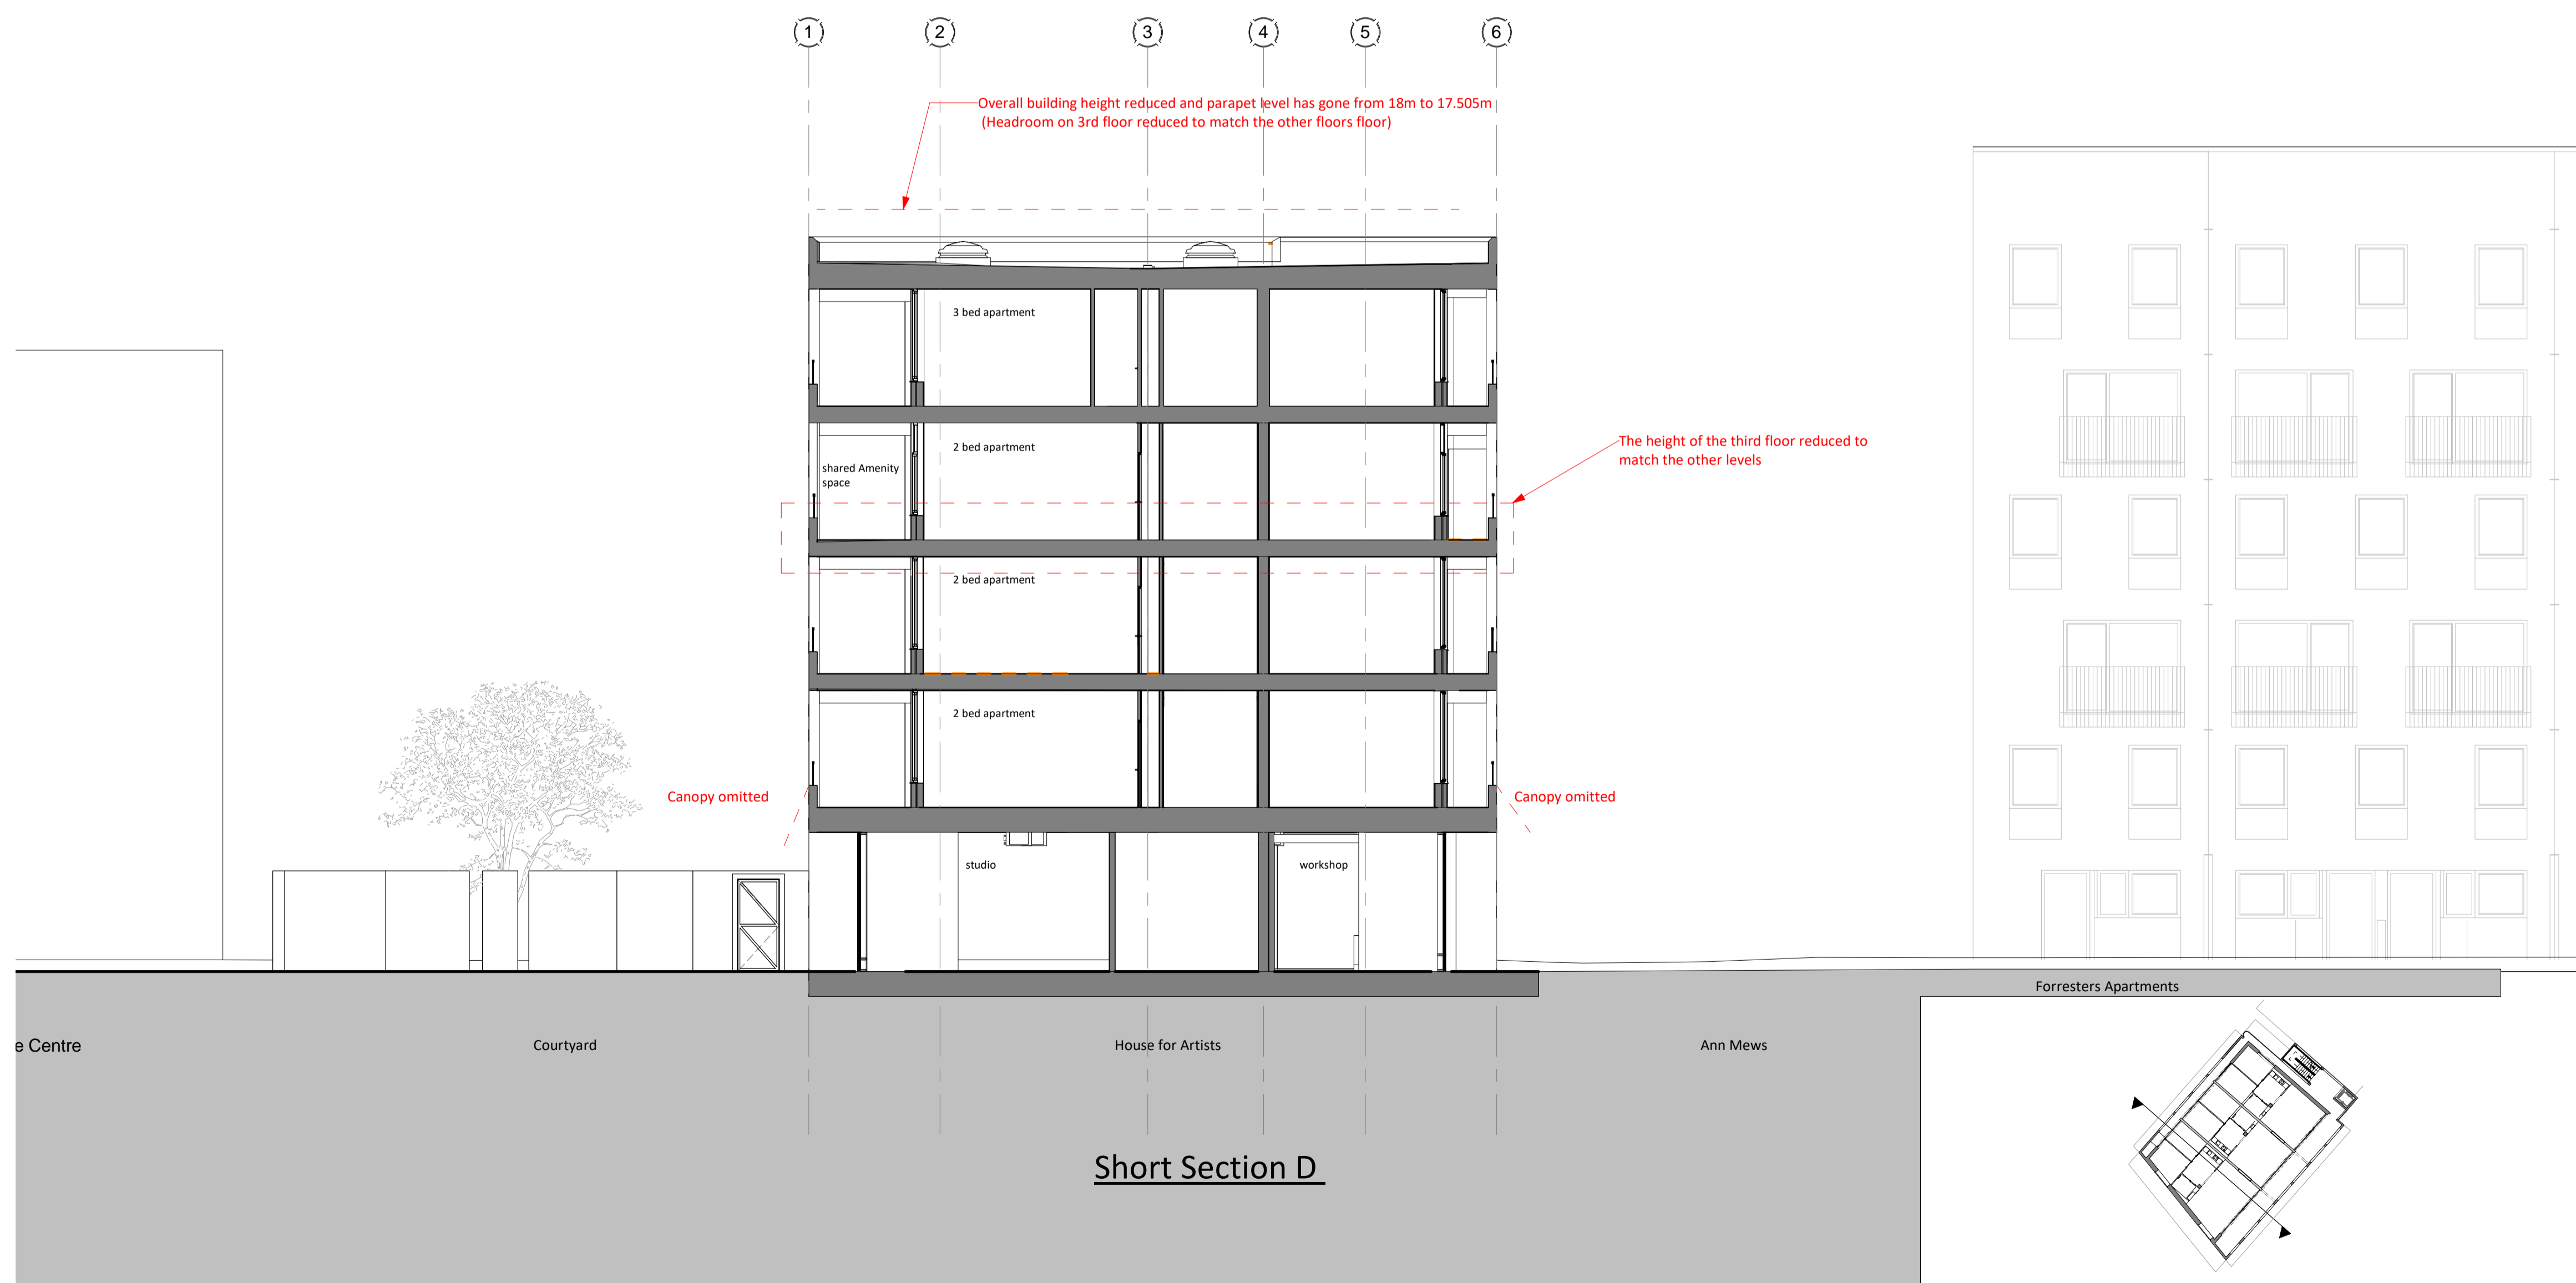 1 2 3 4 5 6
Overall building height reduced and parapet level has gone from 18m to 17.505m
(Headroom on 3rd floor reduced to match the other floors floor)
3 bed apartment
The height of the third floor reduced to
match the other levels
2 bed apartment
shared Amenity
space
2 bed apartment
2 bed apartment
Canopy omitted
Canopy omitted
studio
workshop
Forresters Apartments
e Centre
Courtyard
House for Artists
Ann Mews
Short Section D